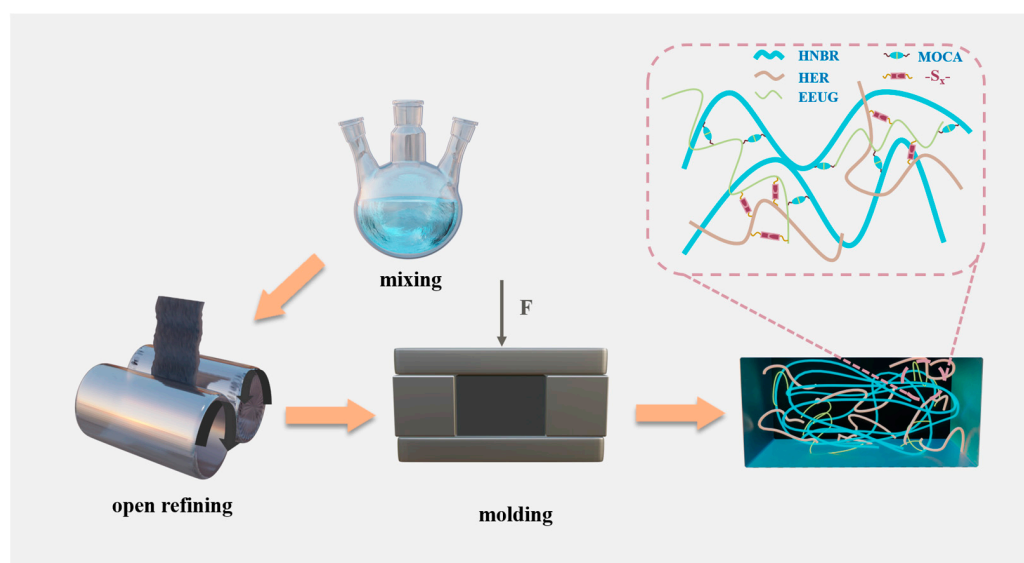 HNBR
MOCA
HER
-Sx-
EEUG
mixing
F
open refining
molding